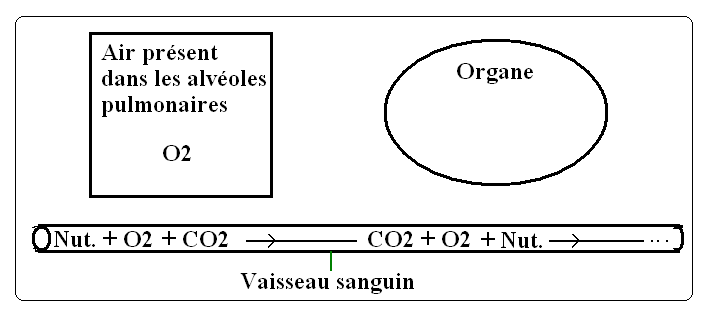 Air présent
dans les alvéoles
pulmonaires
O2
Organe
Nut. + O2 + CO2 CO2 + O2 + Nut. ...
Vaisseau sanguin